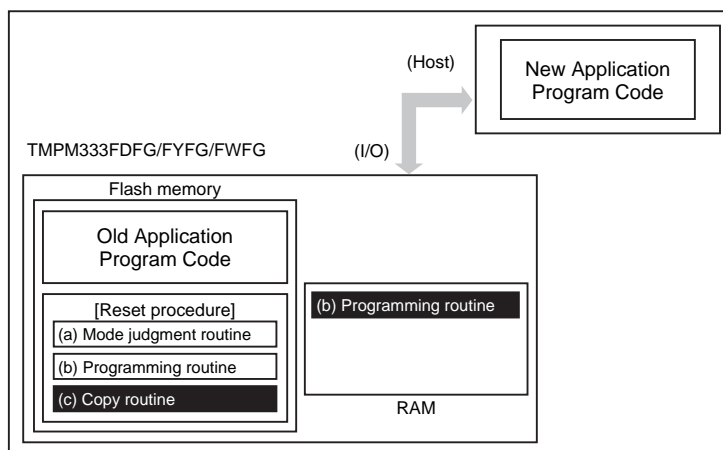 (Host)
New Application
Program Code
TMPM333FDFG/FYFG/FWFG
(I/O)
Flash memory
Old Application
Program Code
[Reset procedure]
(a) Mode judgment routine
(b) Programming routine
(c) Copy routine
(b) Programming routine
RAM